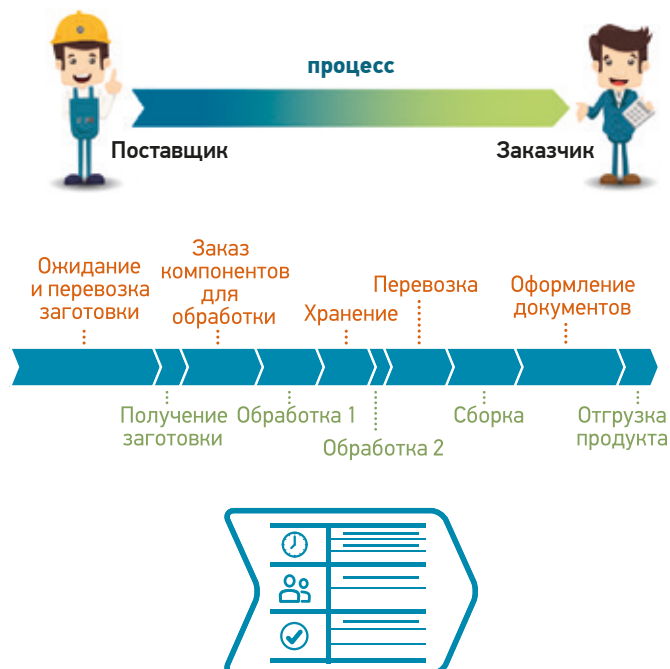 процесс
Поставщик
Заказчик
Ожидание
и перевозка
заготовки
Заказ
компонентов
для
обработки
Хранение
Перевозка
Оформление
документов
Получение
заготовки
Обработка 1
Обработка 2
Сборка
Отгрузка
продукта